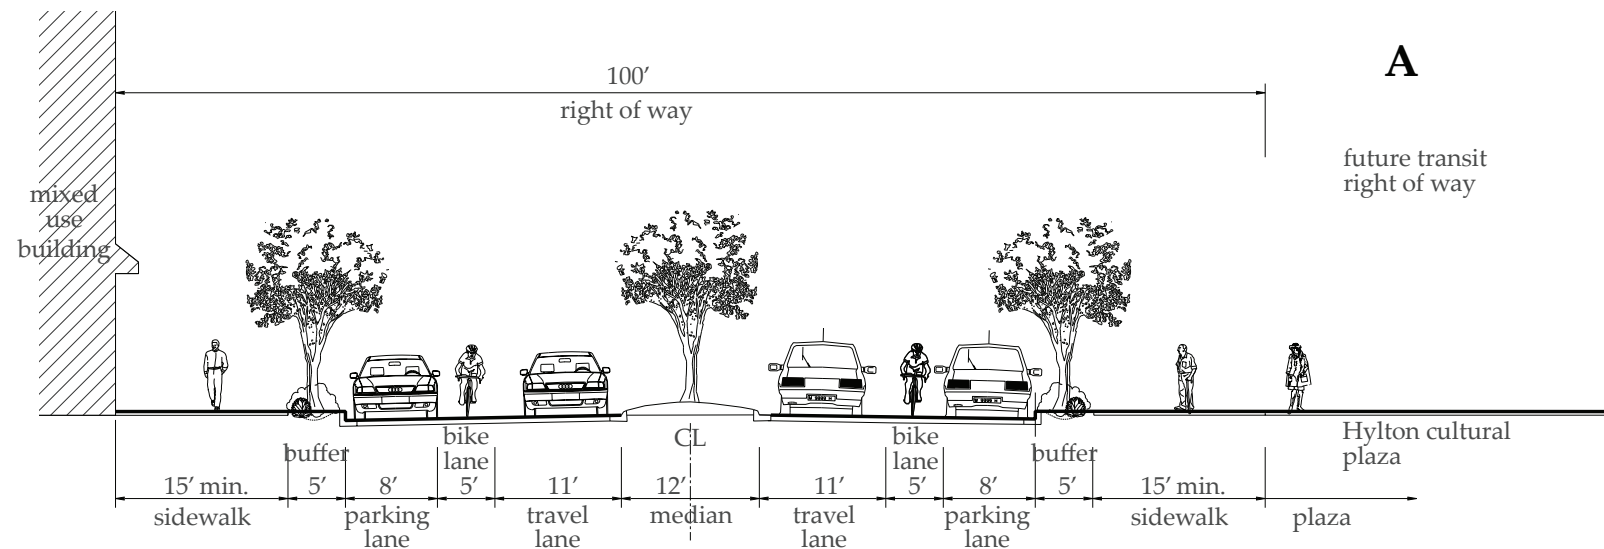 A
100′
right of way
future transit
right of way
mixed
use
building
Hylton cultural
plaza
buffer
bike
lane
CL
bike
lane
buffer
15′ min.
5′
8′
5′
11′
12′
11′
5′
8′
5′
15′ min.
sidewalk
parking
lane
travel
lane
median
travel
lane
parking
lane
sidewalk
plaza